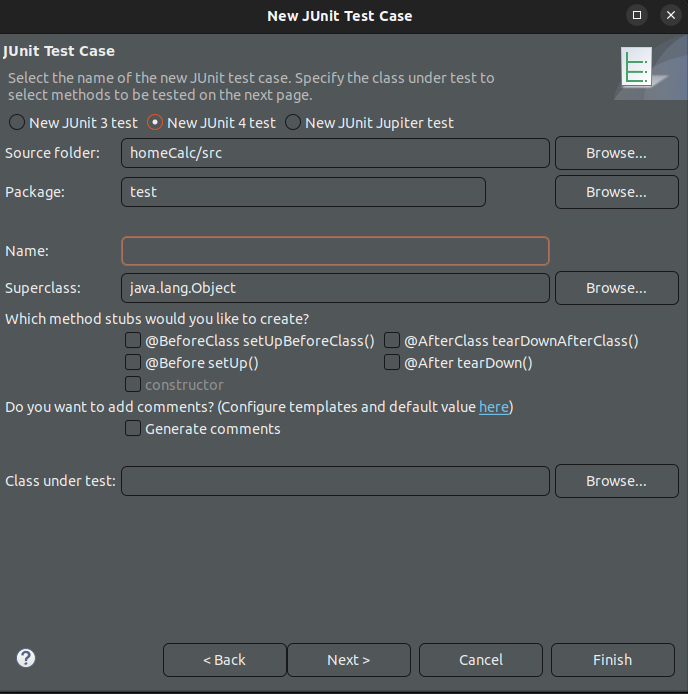 New JUnit Test Case
JUnit Test Case
Select the name of the new JUnit test case. Specify the class under test to
select methods to be tested on the next page.
New JUnit 3 test New JUnit 4 test New JUnit Jupiter test
Source folder: homeCalc/src Browse...
Package: test Browse...
Name:
Superclass: java.lang.Object Browse...
Which method stubs would you like to create?
@BeforeClass setUpBeforeClass() @AfterClass tearDownAfterClass()
@Before setUp() @After tearDown()
constructor
Do you want to add comments? (Configure templates and default value here)
Generate comments
Class under test: Browse...
? < Back Next > Cancel Finish